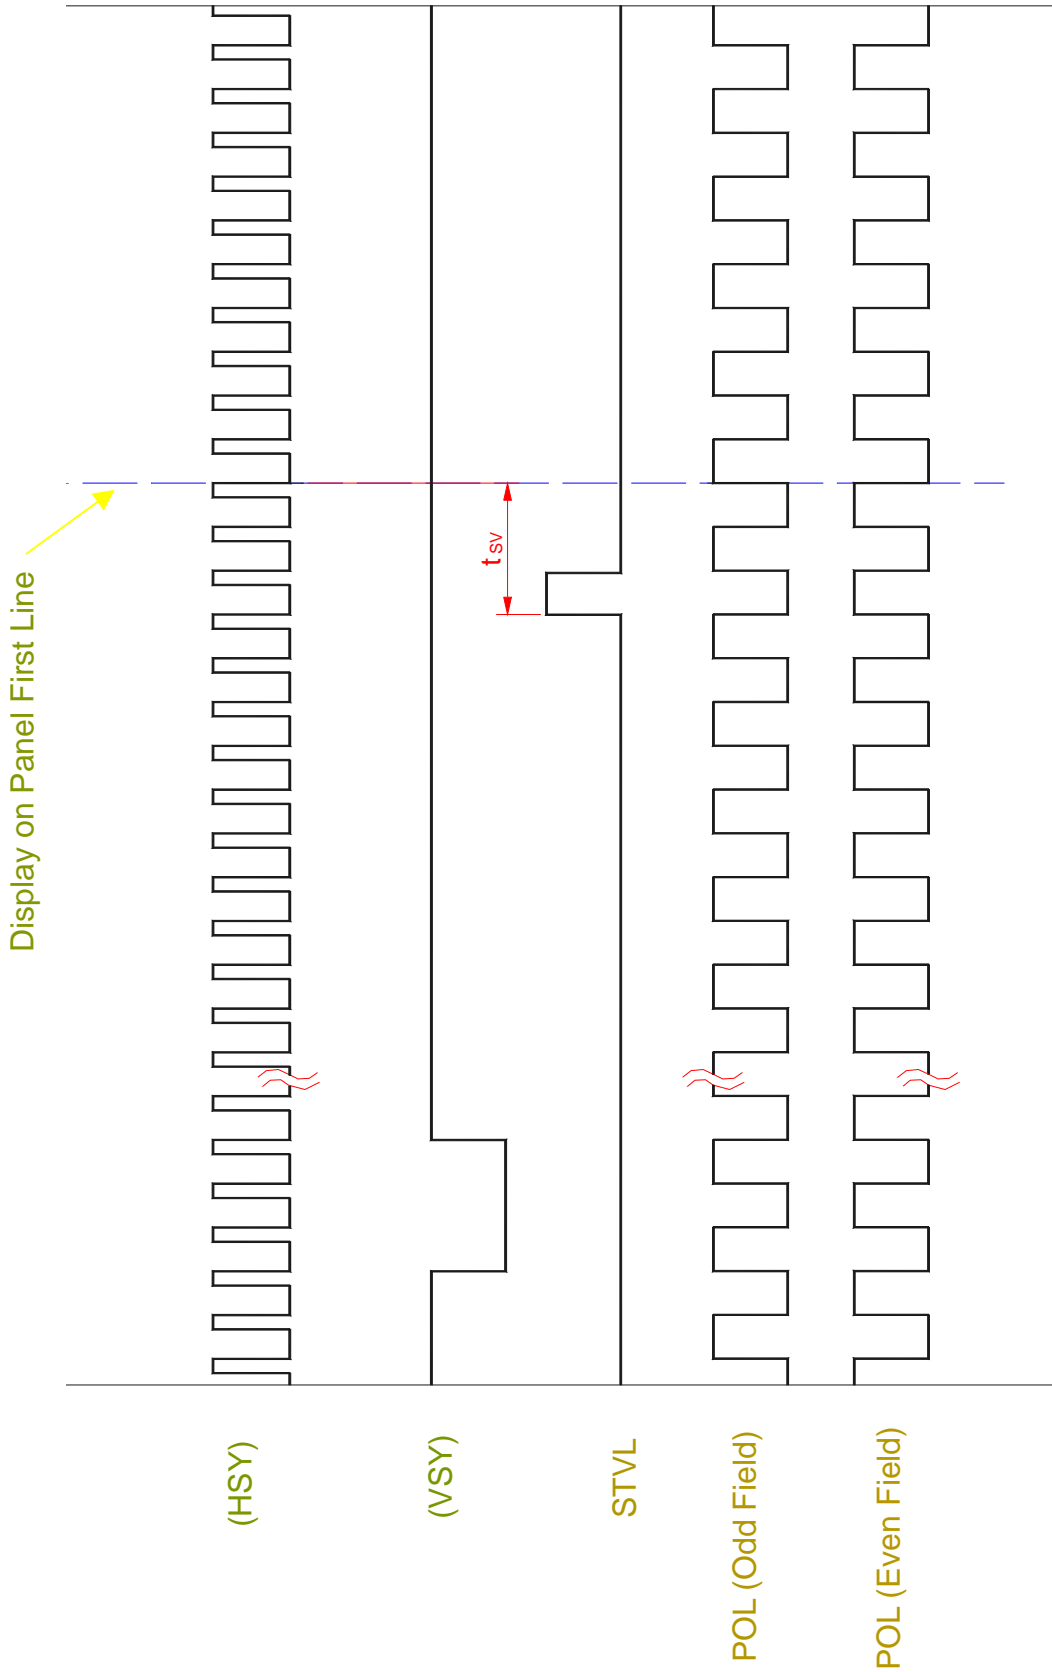 (HSY)
(VSY)
STVL
POL (Odd Field)
POL (Even Field)
tsv
Display on Panel First Line